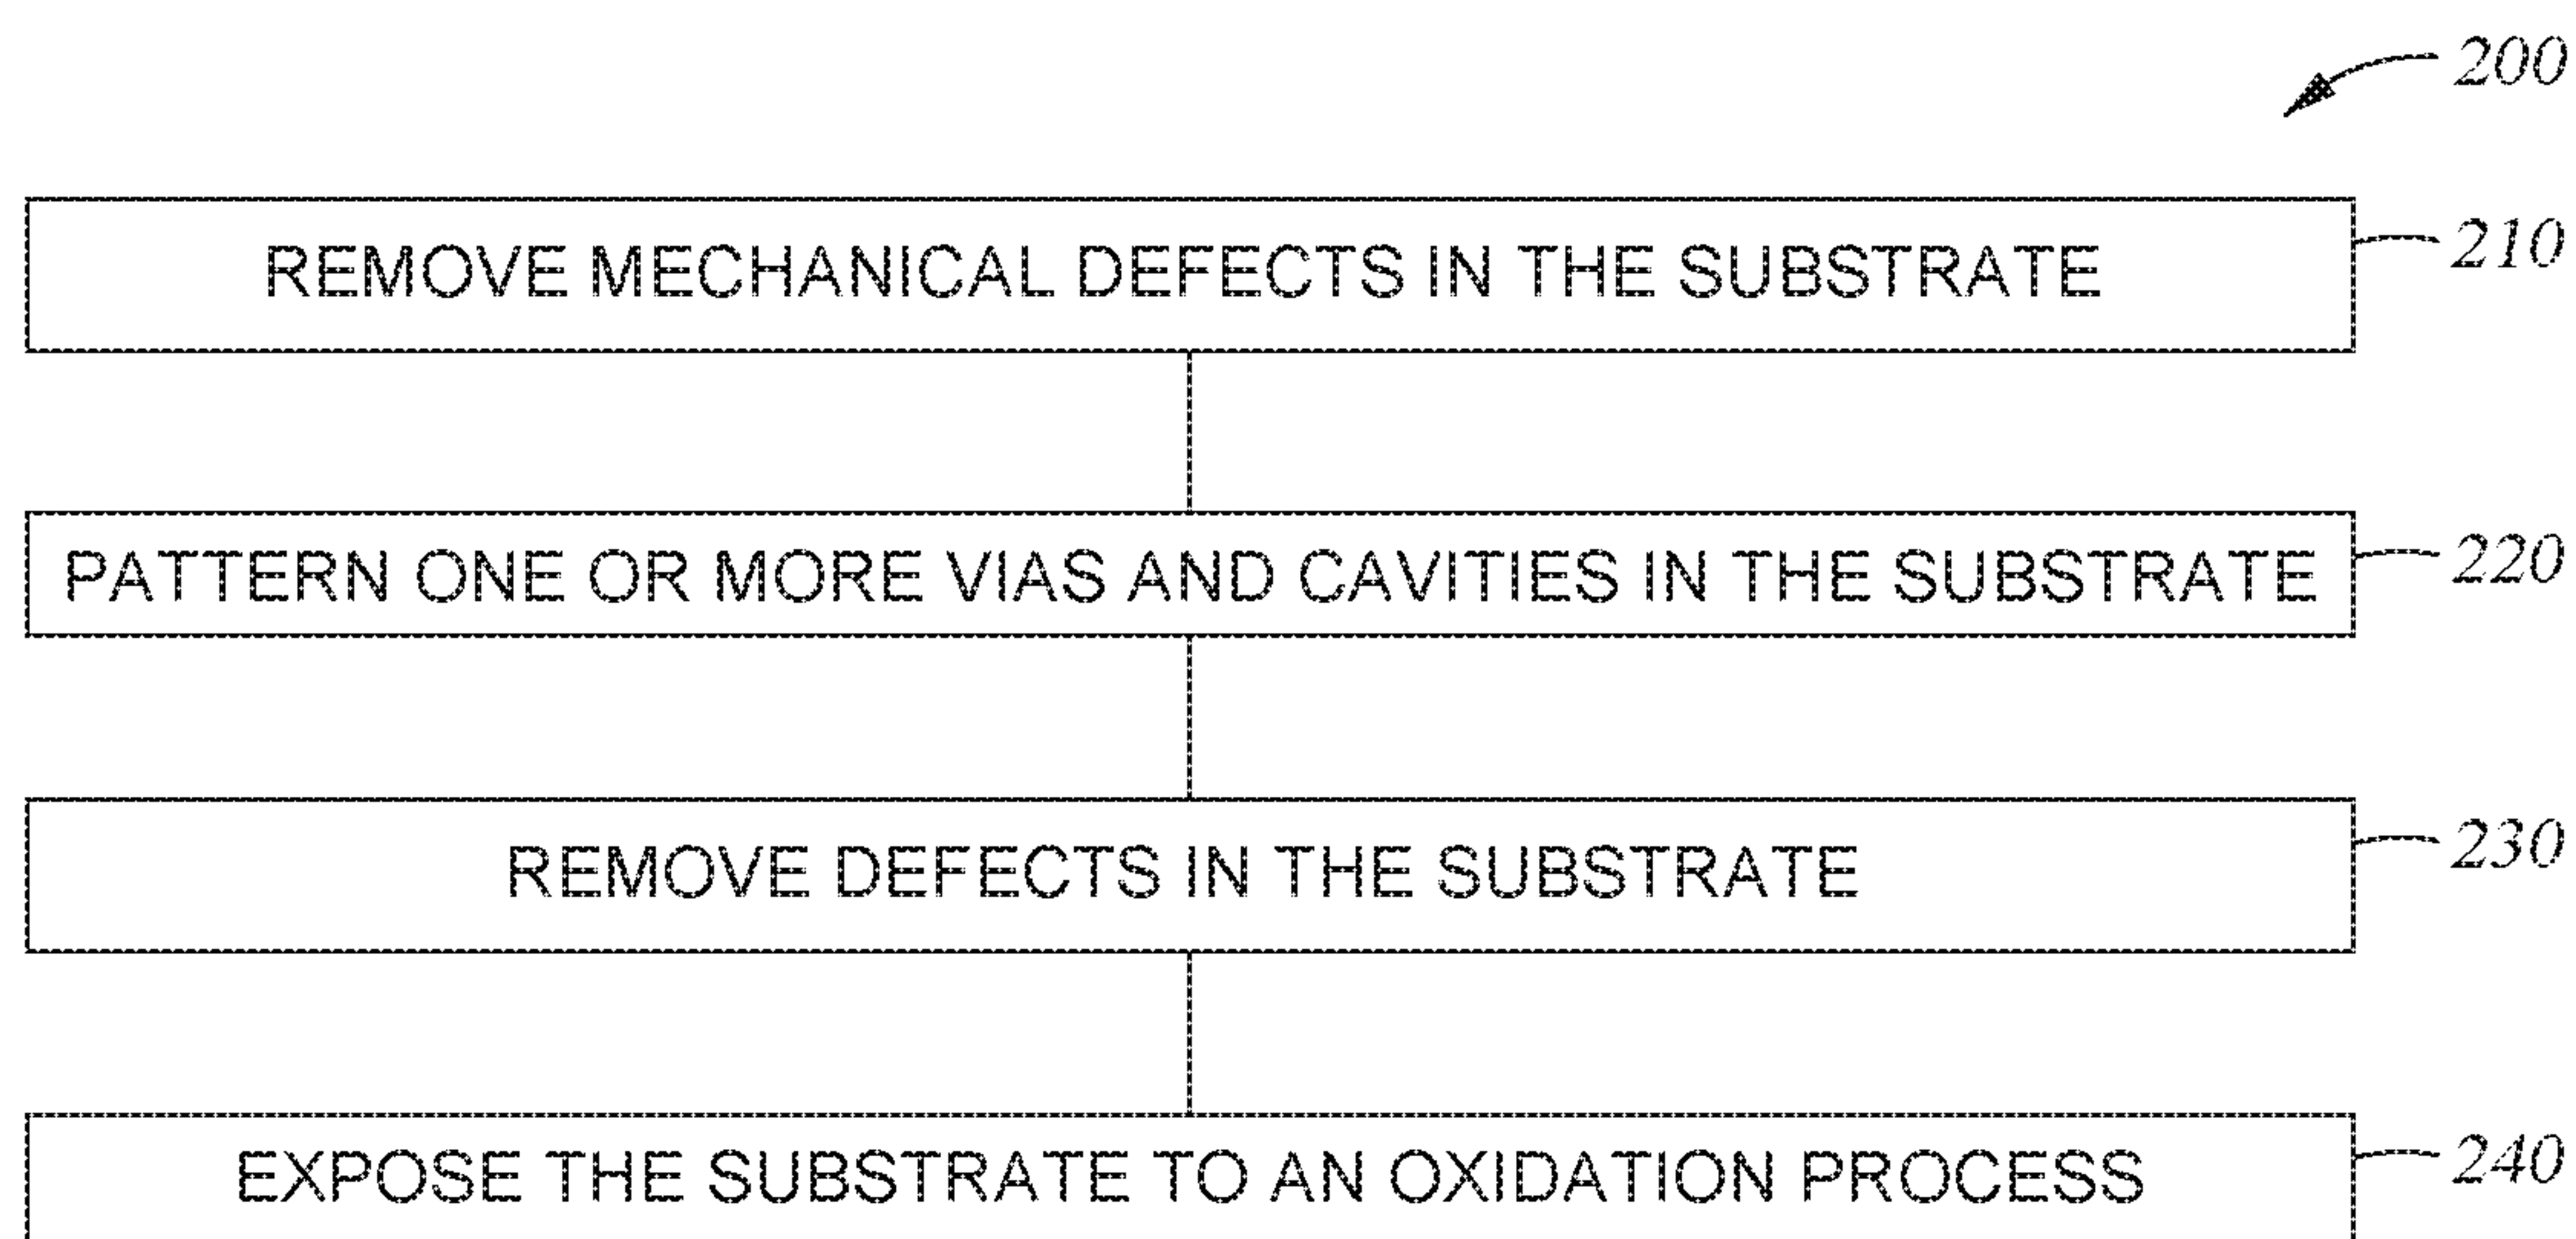 200
REMOVE MECHANICAL DEFECTS IN THE SUBSTRATE 210
PATTERN ONE OR MORE VIAS AND CAVITIES IN THE SUBSTRATE 220
REMOVE DEFECTS IN THE SUBSTRATE 230
EXPOSE THE SUBSTRATE TO AN OXIDATION PROCESS 240